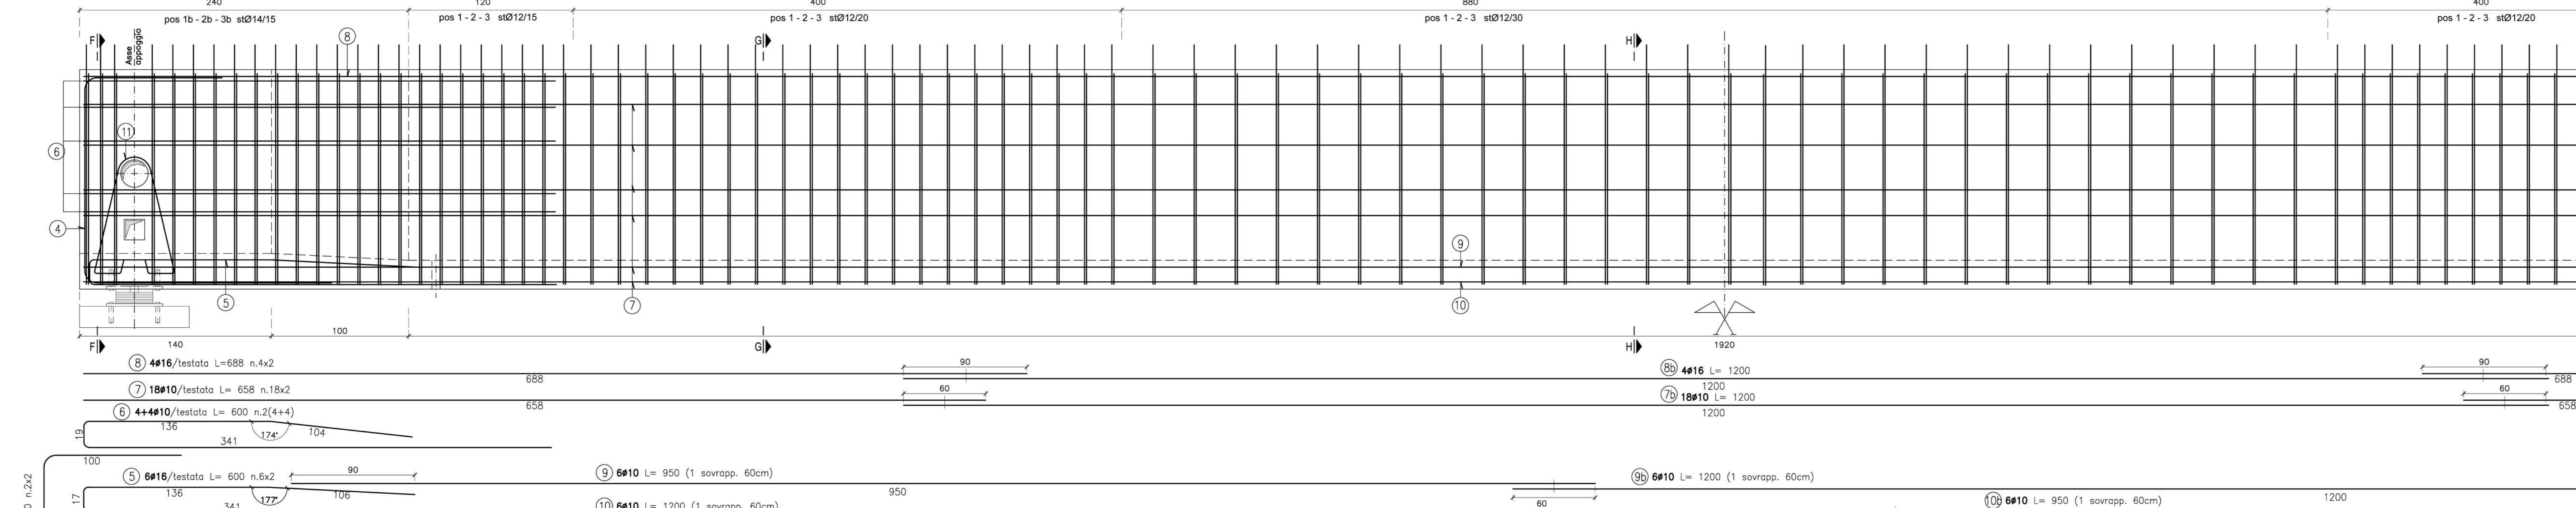 240
120
400
880
400
pos 1b - 2b - 3b  stØ14/15
pos 1 - 2 - 3  stØ12/15
pos 1 - 2 - 3  stØ12/20
pos 1 - 2 - 3  stØ12/30
pos 1 - 2 - 3  stØ12/20
F
Asse
appoggio
8
G
H
11
6
4
9
5
7
10
100
140
1920
F
G
H
8 4ø16/testata L=688 n.4x2
688
90
8b 4ø16 L= 1200
1200
90
688
7 18ø10/testata L= 658 n.18x2
658
60
7b 18ø10 L= 1200
1200
60
658
6 4+4ø10/testata L= 600 n.2(4+4)
19
136
174°
104
341
100
n.2x2
5 6ø16/testata L= 600 n.6x2
90
17
136
177°
106
341
9 6ø10 L= 950 (1 sovrapp. 60cm)
950
9b 6ø10 L= 1200 (1 sovrapp. 60cm)
1200
60
10 6ø10 L= 1200 (1 sovrapp. 60cm)
10b 6ø10 L= 950 (1 sovrapp. 60cm)